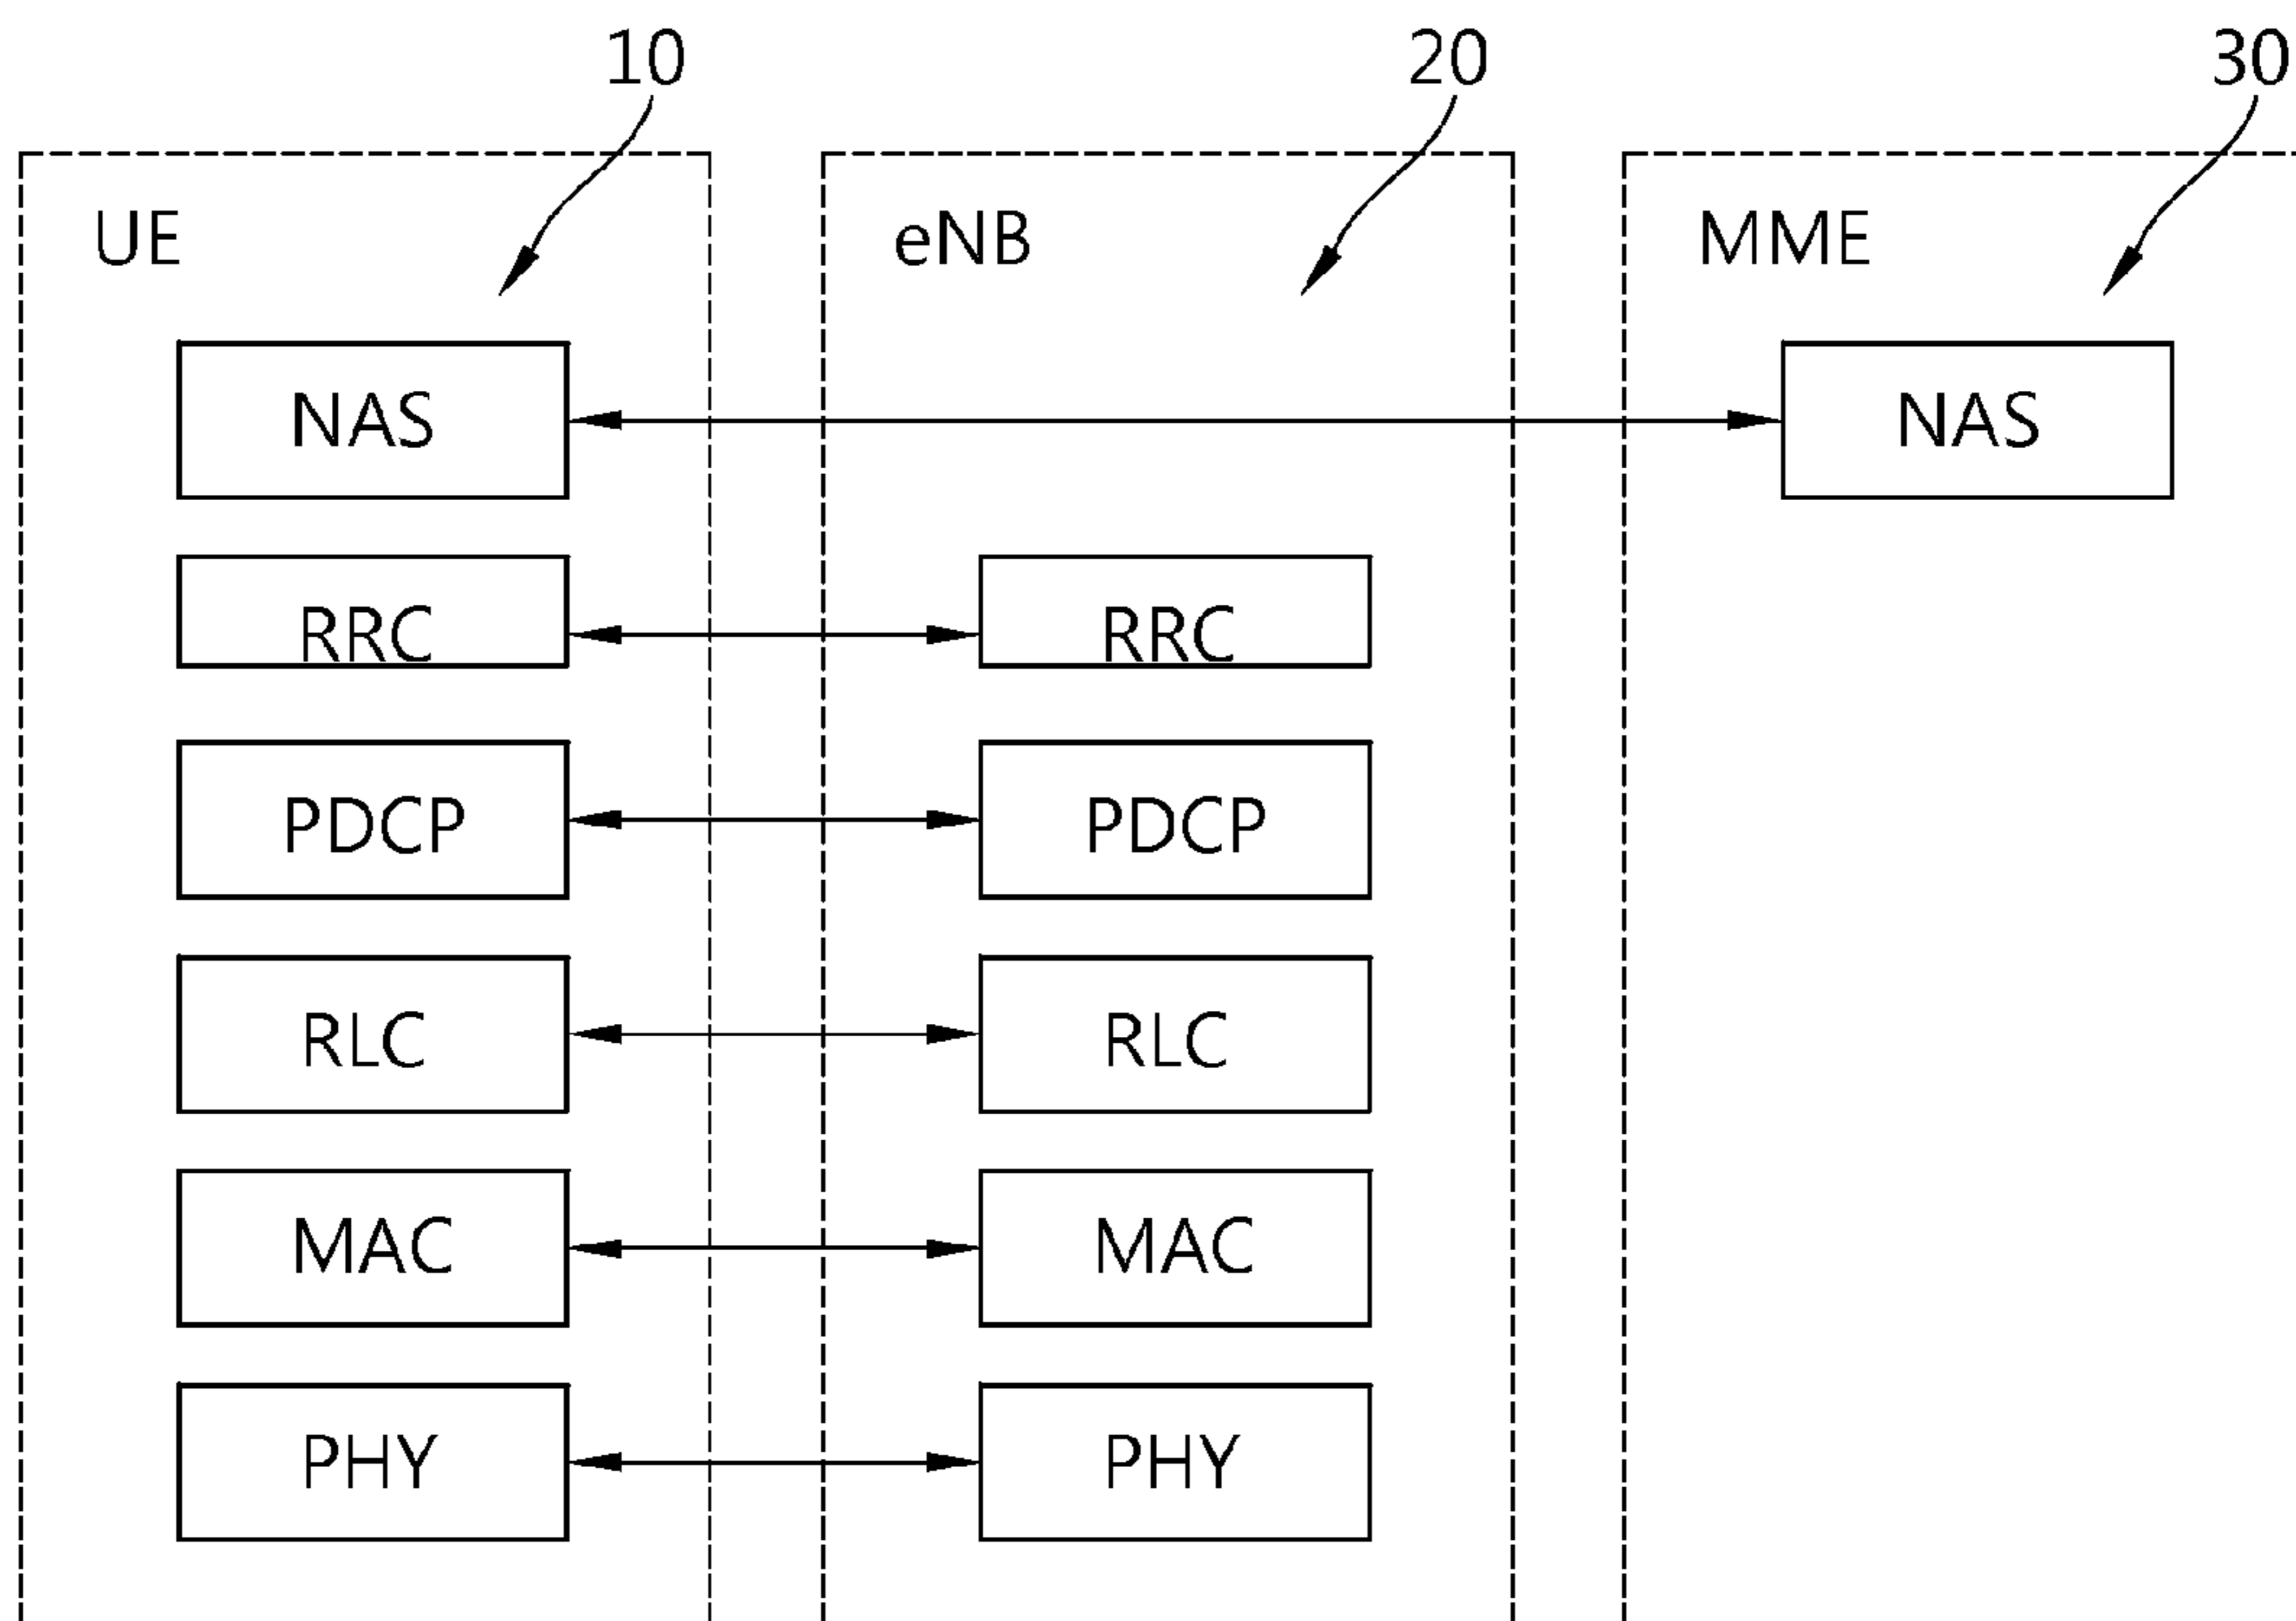 10 20 30
UE eNB MME
NAS NAS
RRC RRC
PDCP PDCP
RLC RLC
MAC MAC
PHY PHY